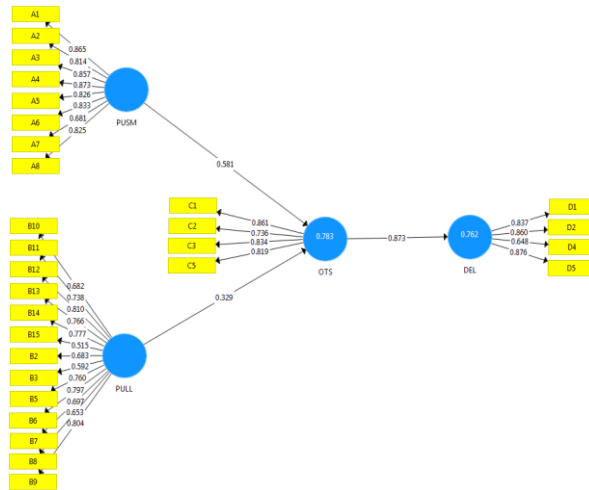 A1
A2
A3
A4
A5
A6
A7
A8
0.865
0.814
0.857
0.873
0.826
0.833
0.681
0.825
PUSM
0.581
B10
B11
B12
B13
B14
B15
B2
B3
B5
B6
B7
B8
B9
0.682
0.738
0.810
0.766
0.777
0.515
0.683
0.592
0.760
0.797
0.697
0.653
0.804
PULL
0.329
C1
C2
C3
C5
0.861
0.736
0.834
0.819
0.783
OTS
0.873
0.762
DEL
0.837
0.860
0.648
0.876
D1
D2
D4
D5